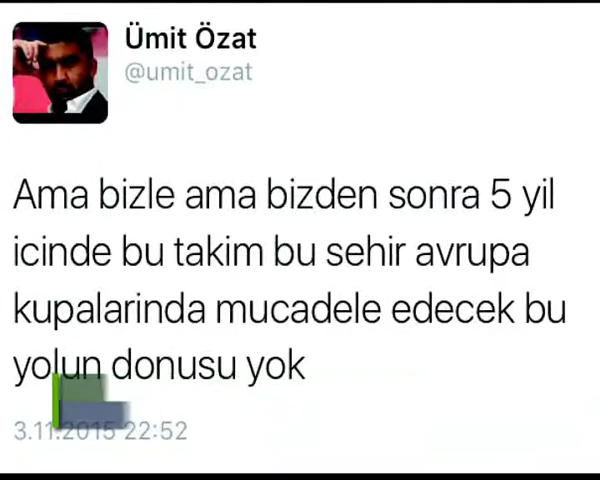 Ümit Özat
@umit_ozat
Ama bizle ama bizden sonra 5 yil
icinde bu takim bu sehir avrupa
kupalarinda mucadele edecek bu
yolun donusu yok
3.11.2015 22:52